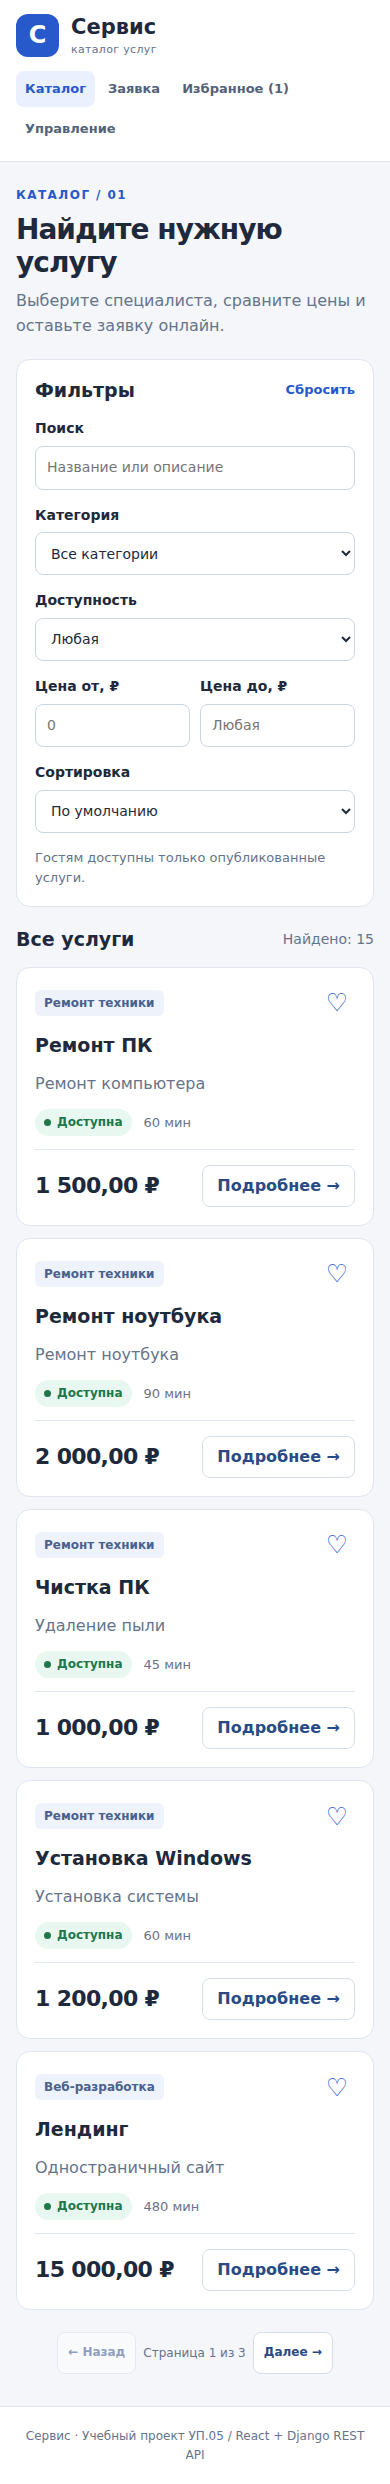 С
Сервис
каталог услуг
Каталог Заявка Избранное (1)
Управление
КАТАЛОГ / 01
Найдите нужную
услугу
Выберите специалиста, сравните цены и
оставьте заявку онлайн.
Фильтры Сбросить
Поиск
Название или описание
Категория
Все категории
Доступность
Любая
Цена от, ₽ Цена до, ₽
0 Любая
Сортировка
По умолчанию
Гостям доступны только опубликованные
услуги.
Все услуги Найдено: 15
Ремонт техники ♡
Ремонт ПК
Ремонт компьютера
Доступна 60 мин
1 500,00 ₽ Подробнее →
Ремонт техники ♡
Ремонт ноутбука
Ремонт ноутбука
Доступна 90 мин
2 000,00 ₽ Подробнее →
Ремонт техники ♡
Чистка ПК
Удаление пыли
Доступна 45 мин
1 000,00 ₽ Подробнее →
Ремонт техники ♡
Установка Windows
Установка системы
Доступна 60 мин
1 200,00 ₽ Подробнее →
Веб-разработка ♡
Лендинг
Одностраничный сайт
Доступна 480 мин
15 000,00 ₽ Подробнее →
← Назад Страница 1 из 3 Далее →
Сервис · Учебный проект УП.05 / React + Django REST
API